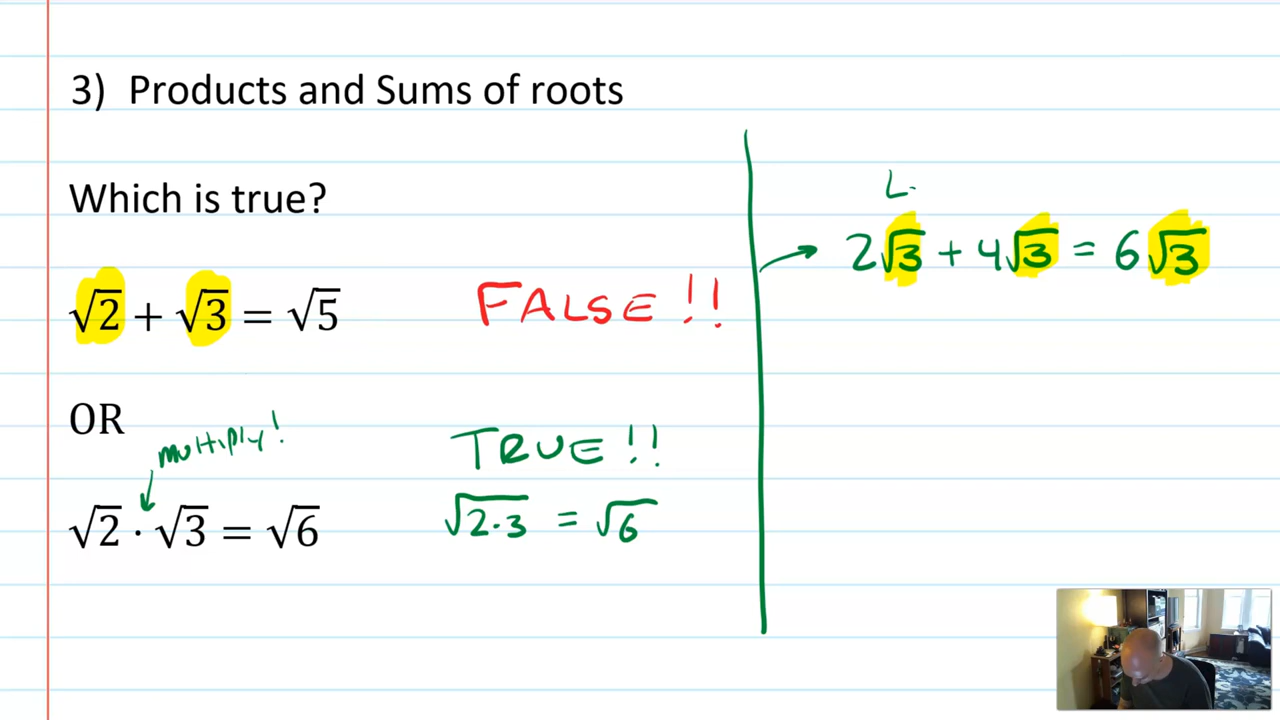 3) Products and Sums of roots
Which is true?
√2 + √3 = √5
FALSE!!
OR
multiply!
TRUE!!
√2 · √3 = √6
√2·3 = √6
L
2√3 + 4√3 = 6√3